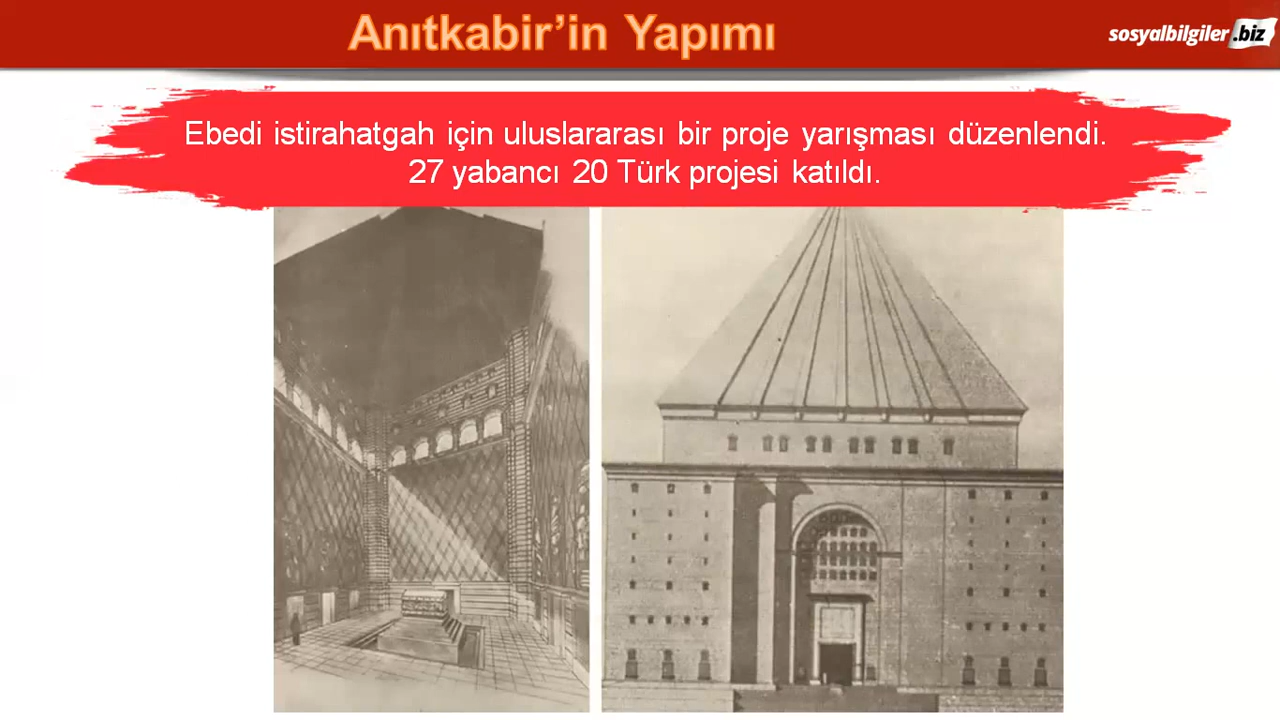 Anıtkabir’in Yapımı
sosyalbilgiler.biz
Ebedi istirahatgah için uluslararası bir proje yarışması düzenlendi.
27 yabancı 20 Türk projesi katıldı.